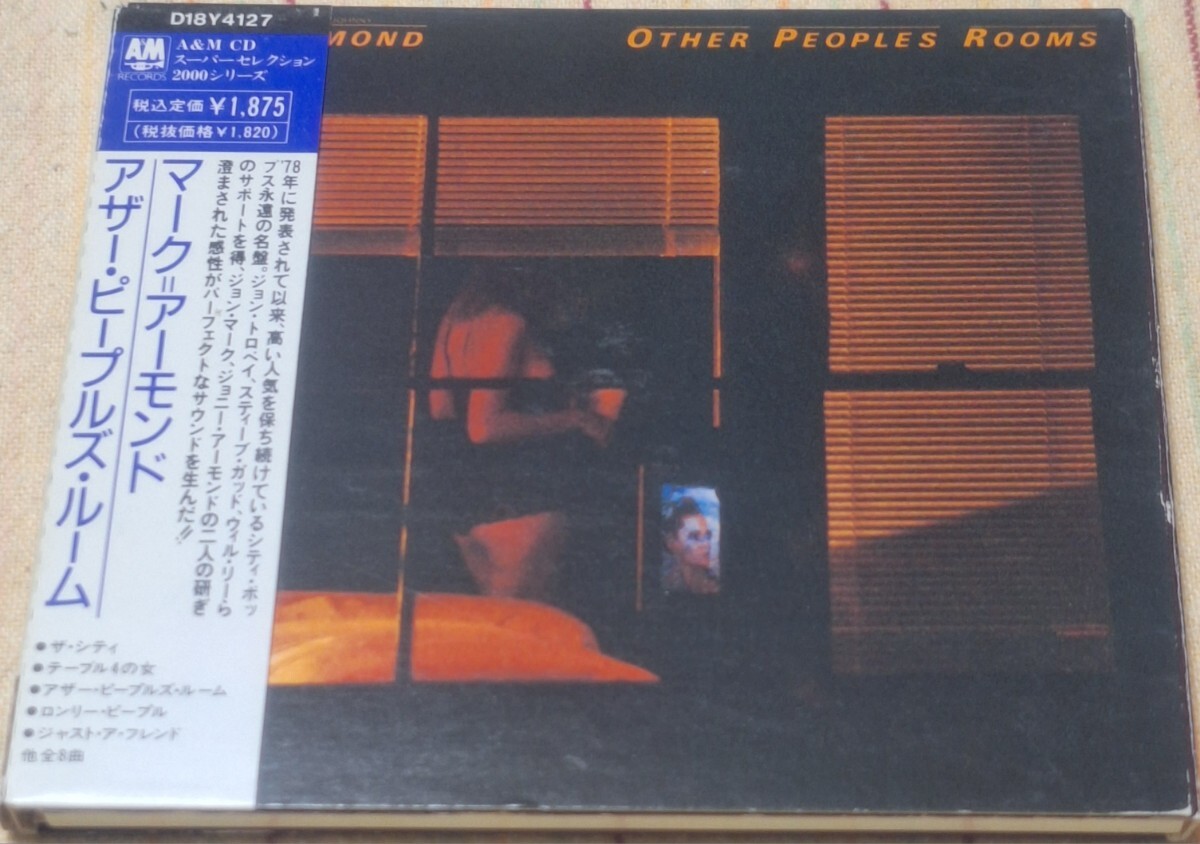 D18Y4127
A&M
RECORDS
A&M CD
スーパーセレクション
2000シリーズ
税込定価 ¥1,875
(税抜価格¥1,820)
マーク=アーモンド
アザー・ピープルズ・ルーム
'78年に発表されて以来、高い人気を保ち続けているシティ・ポッ
プス永遠の名盤。ジョン・トロペイ、スティーブ・ガッド、ウィル・リーら
のサポートを得、ジョン・マーク、ジョニー・アーモンドの二人の研ぎ
澄まされた感性がパーフェクトなサウンドを生んだ!!
●ザ・シティ
●テーブル4の女
●アザー・ピープルズ・ルーム
●ロンリー・ピープル
●ジャスト・ア・フレンド
他 全8曲
MOND
OTHER PEOPLES ROOMS